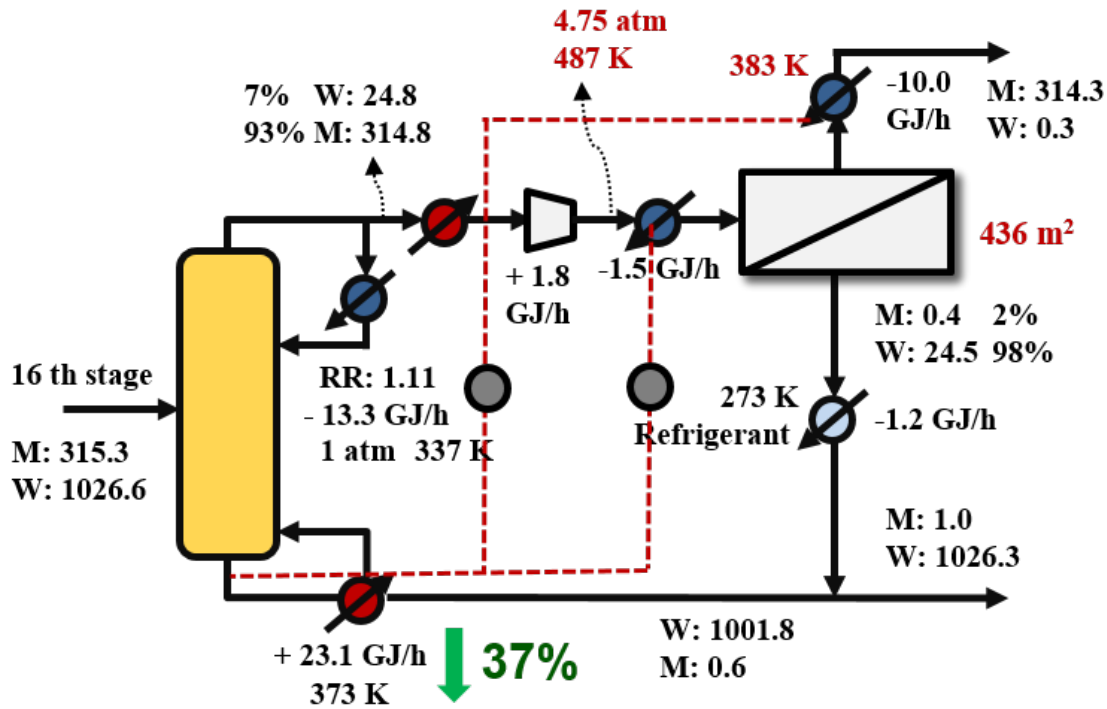 4.75 atm
487 K
383 K
-10.0
GJ/h
M: 314.3
W: 0.3
7% W: 24.8
93% M: 314.8
+ 1.8
GJ/h
-1.5 GJ/h
436 m²
M: 0.4 2%
W: 24.5 98%
16 th stage
M: 315.3
W: 1026.6
RR: 1.11
- 13.3 GJ/h
1 atm 337 K
273 K
Refrigerant
-1.2 GJ/h
M: 1.0
W: 1026.3
+ 23.1 GJ/h
373 K
37%
W: 1001.8
M: 0.6